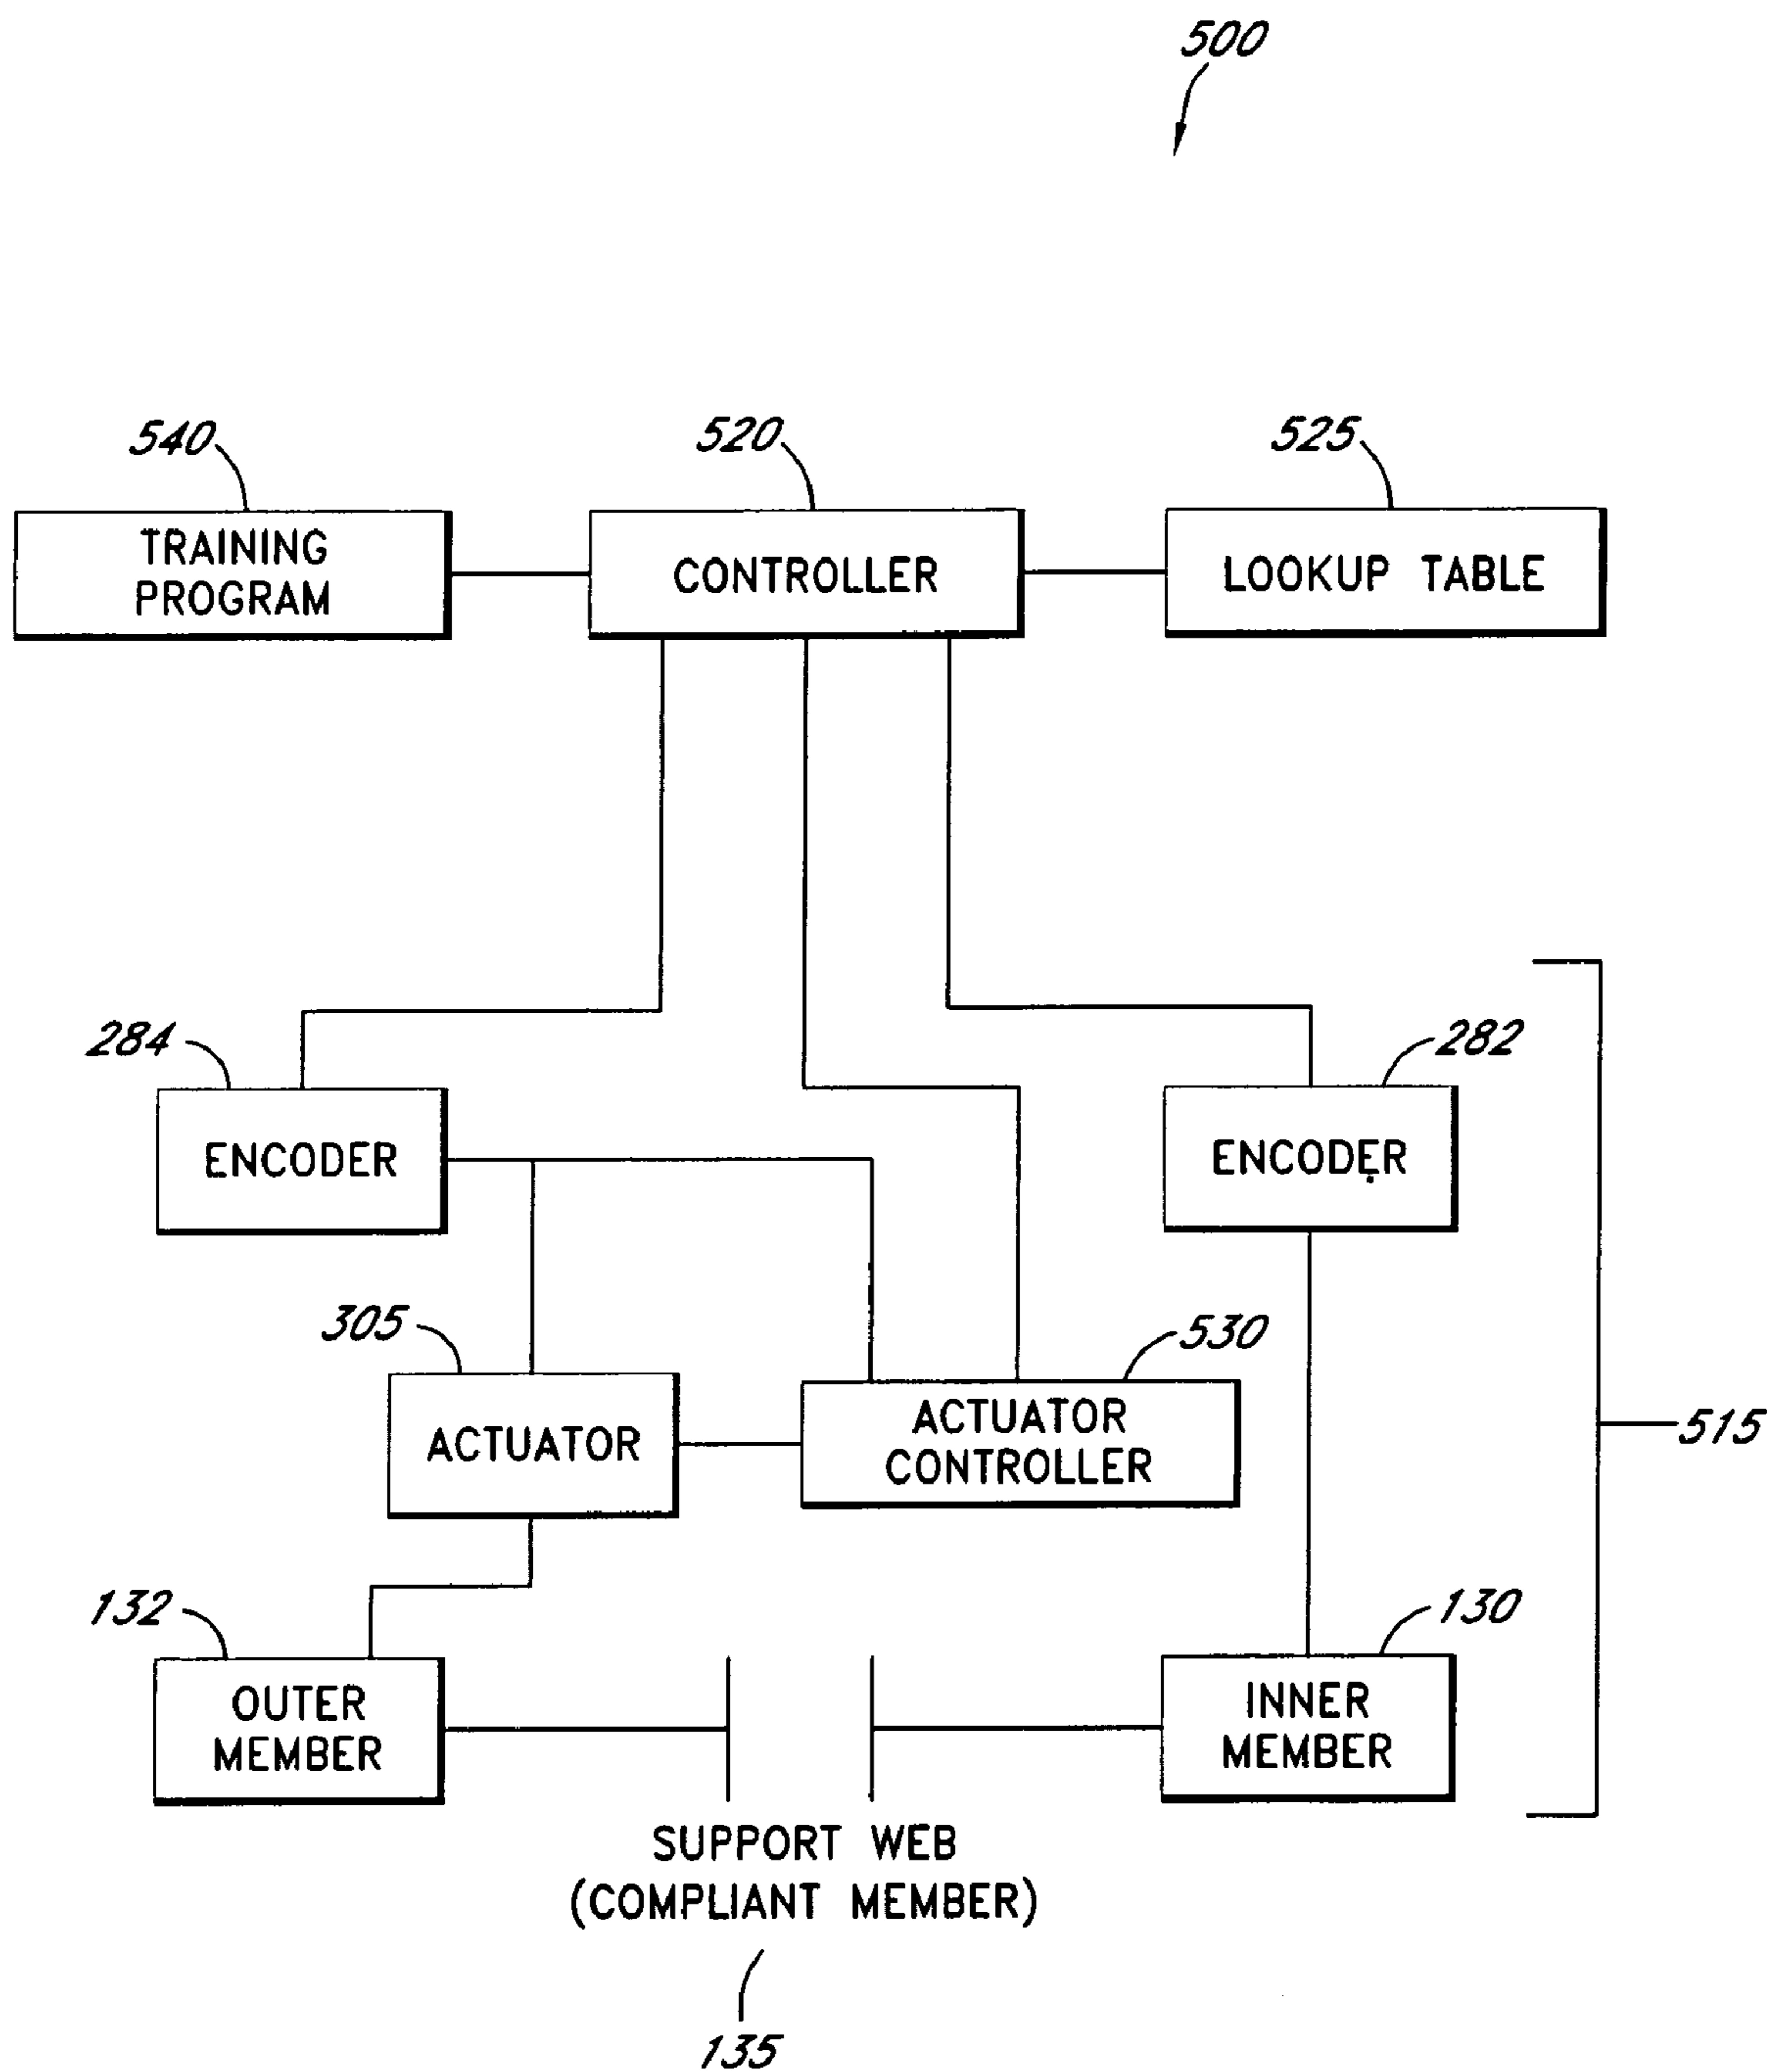 500
540
520
525
TRAINING
PROGRAM
CONTROLLER
LOOKUP TABLE
284
282
ENCODER
ENCODER
305
530
ACTUATOR
ACTUATOR
CONTROLLER
515
132
130
OUTER
MEMBER
INNER
MEMBER
SUPPORT WEB
(COMPLIANT MEMBER)
135